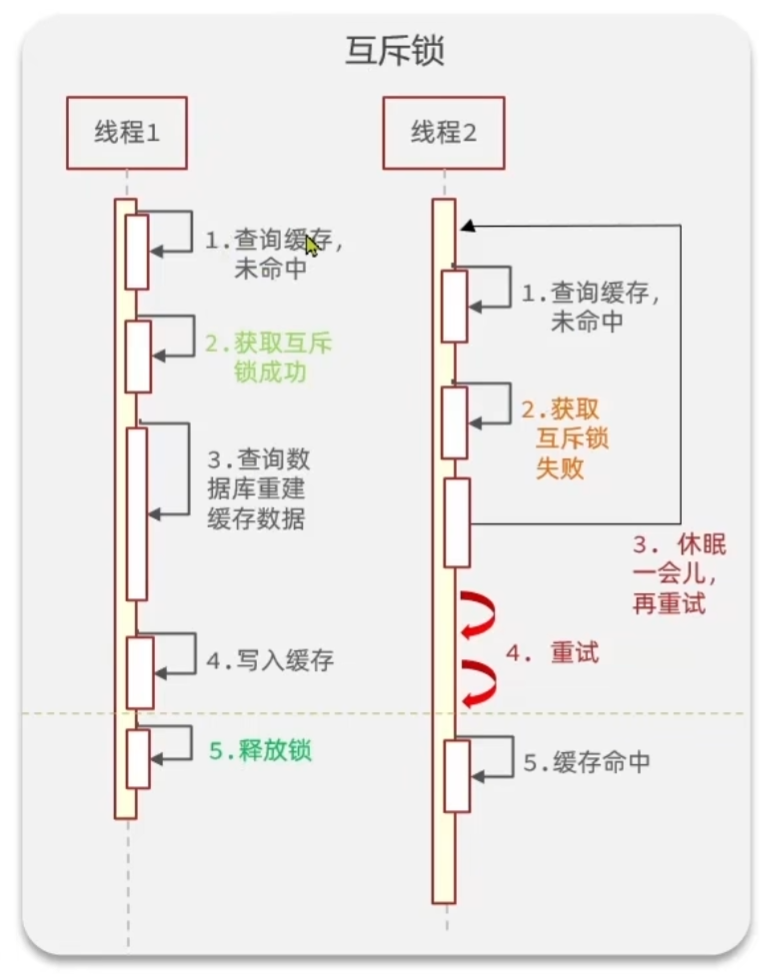 互斥锁
线程1
线程2
1.查询缓存,
未命中
2.获取互斥
锁成功
3.查询数
据库重建
缓存数据
4.写入缓存
5.释放锁
1.查询缓存,
未命中
2.获取
互斥锁
失败
3. 休眠
一会儿,
再重试
4. 重试
5.缓存命中